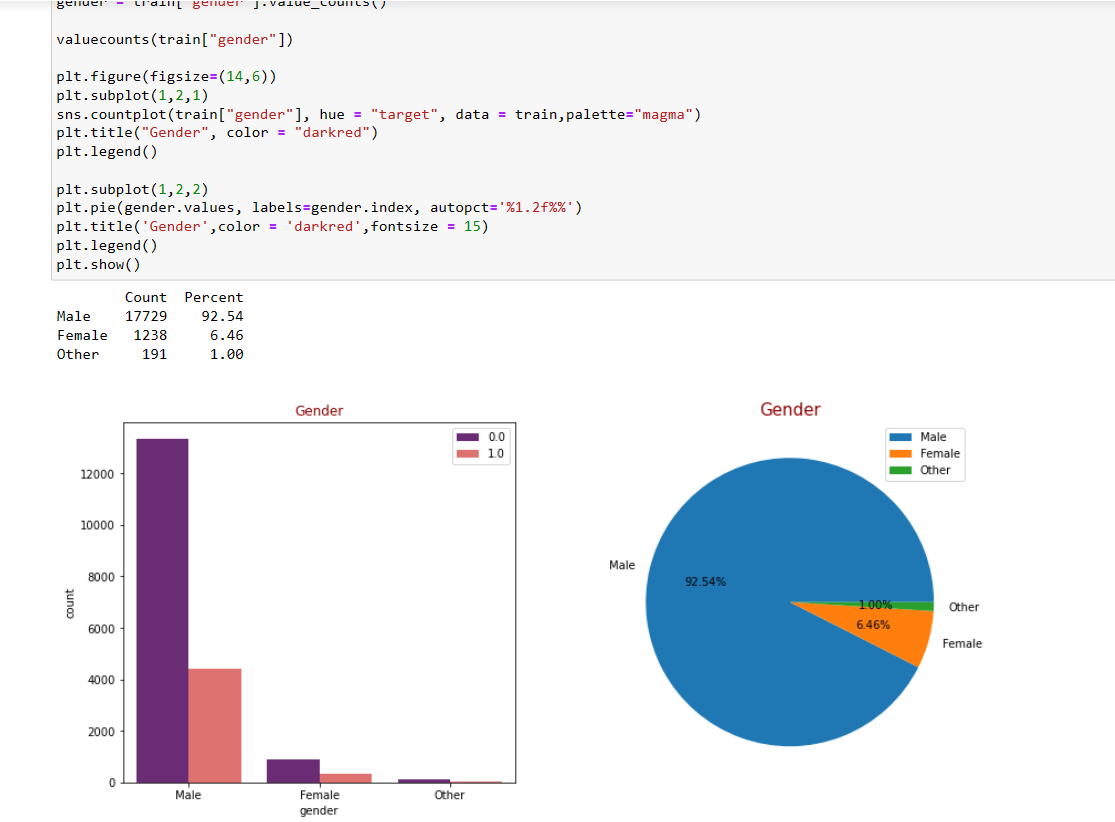 gender = train["gender"].value_counts()
valuecounts(train["gender"])
plt.figure(figsize=(14,6))
plt.subplot(1,2,1)
sns.countplot(train["gender"], hue = "target", data = train,palette="magma")
plt.title("Gender", color = "darkred")
plt.legend()
plt.subplot(1,2,2)
plt.pie(gender.values, labels=gender.index, autopct='%1.2f%%')
plt.title('Gender',color = 'darkred',fontsize = 15)
plt.legend()
plt.show()
Count Percent
Male 17729 92.54
Female 1238 6.46
Other 191 1.00
Gender
0.0
1.0
12000
10000
8000
6000
4000
2000
0
count
Male Female Other
gender
Gender
Male
Female
Other
Male
92.54%
1.00%
Other
6.46%
Female